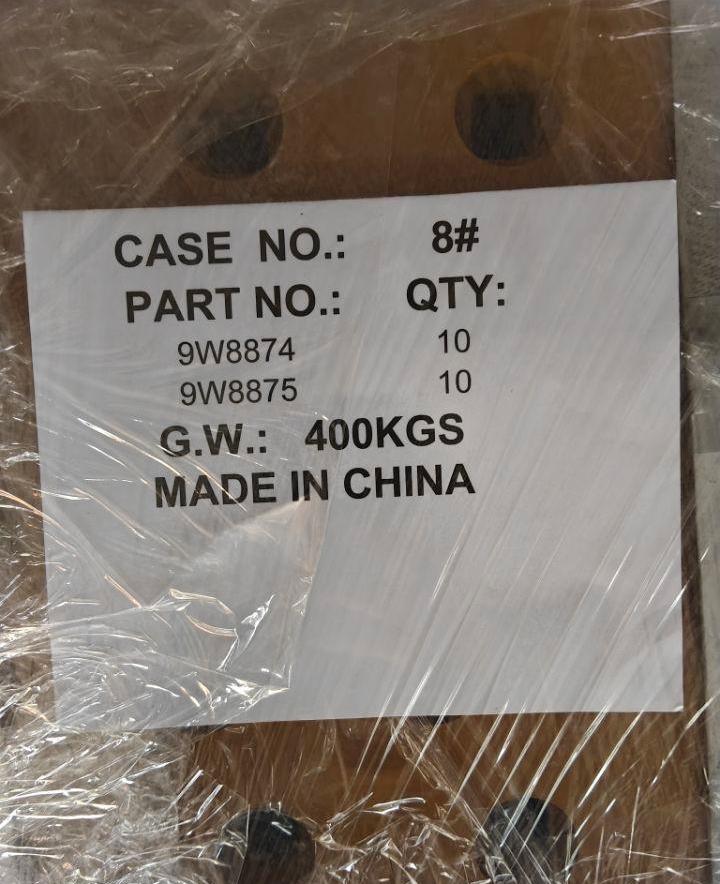 CASE NO.: 8#
PART NO.: QTY:
9W8874 10
9W8875 10
G.W.: 400KGS
MADE IN CHINA